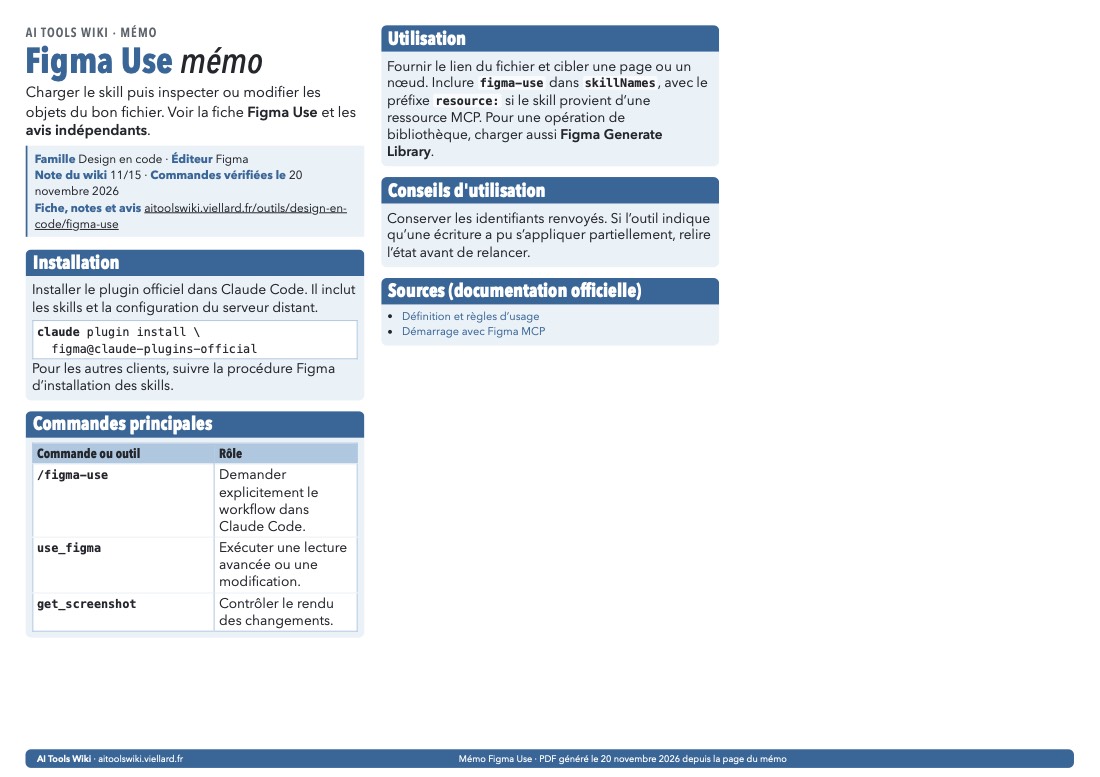 AI TOOLS WIKI · MÉMO
Figma Use mémo
Charger le skill puis inspecter ou modifier les
objets du bon fichier. Voir la fiche Figma Use et les
avis indépendants.
Famille Design en code · Éditeur Figma
Note du wiki 11/15 · Commandes vérifiées le 20
novembre 2026
Fiche, notes et avis aitoolswiki.viellard.fr/outils/design-en-
code/figma-use
Installation
Installer le plugin officiel dans Claude Code. Il inclut
les skills et la configuration du serveur distant.
claude plugin install \
figma@claude-plugins-official
Pour les autres clients, suivre la procédure Figma
d’installation des skills.
Commandes principales
Commande ou outil Rôle
/figma-use Demander
explicitement le
workflow dans
Claude Code.
use_figma Exécuter une lecture
avancée ou une
modification.
get_screenshot Contrôler le rendu
des changements.
Utilisation
Fournir le lien du fichier et cibler une page ou un
nœud. Inclure figma-use dans skillNames, avec le
préfixe resource: si le skill provient d’une
ressource MCP. Pour une opération de
bibliothèque, charger aussi Figma Generate
Library.
Conseils d'utilisation
Conserver les identifiants renvoyés. Si l’outil indique
qu’une écriture a pu s’appliquer partiellement, relire
l’état avant de relancer.
Sources (documentation officielle)
• Définition et règles d’usage
• Démarrage avec Figma MCP
AI Tools Wiki · aitoolswiki.viellard.fr
Mémo Figma Use · PDF généré le 20 novembre 2026 depuis la page du mémo